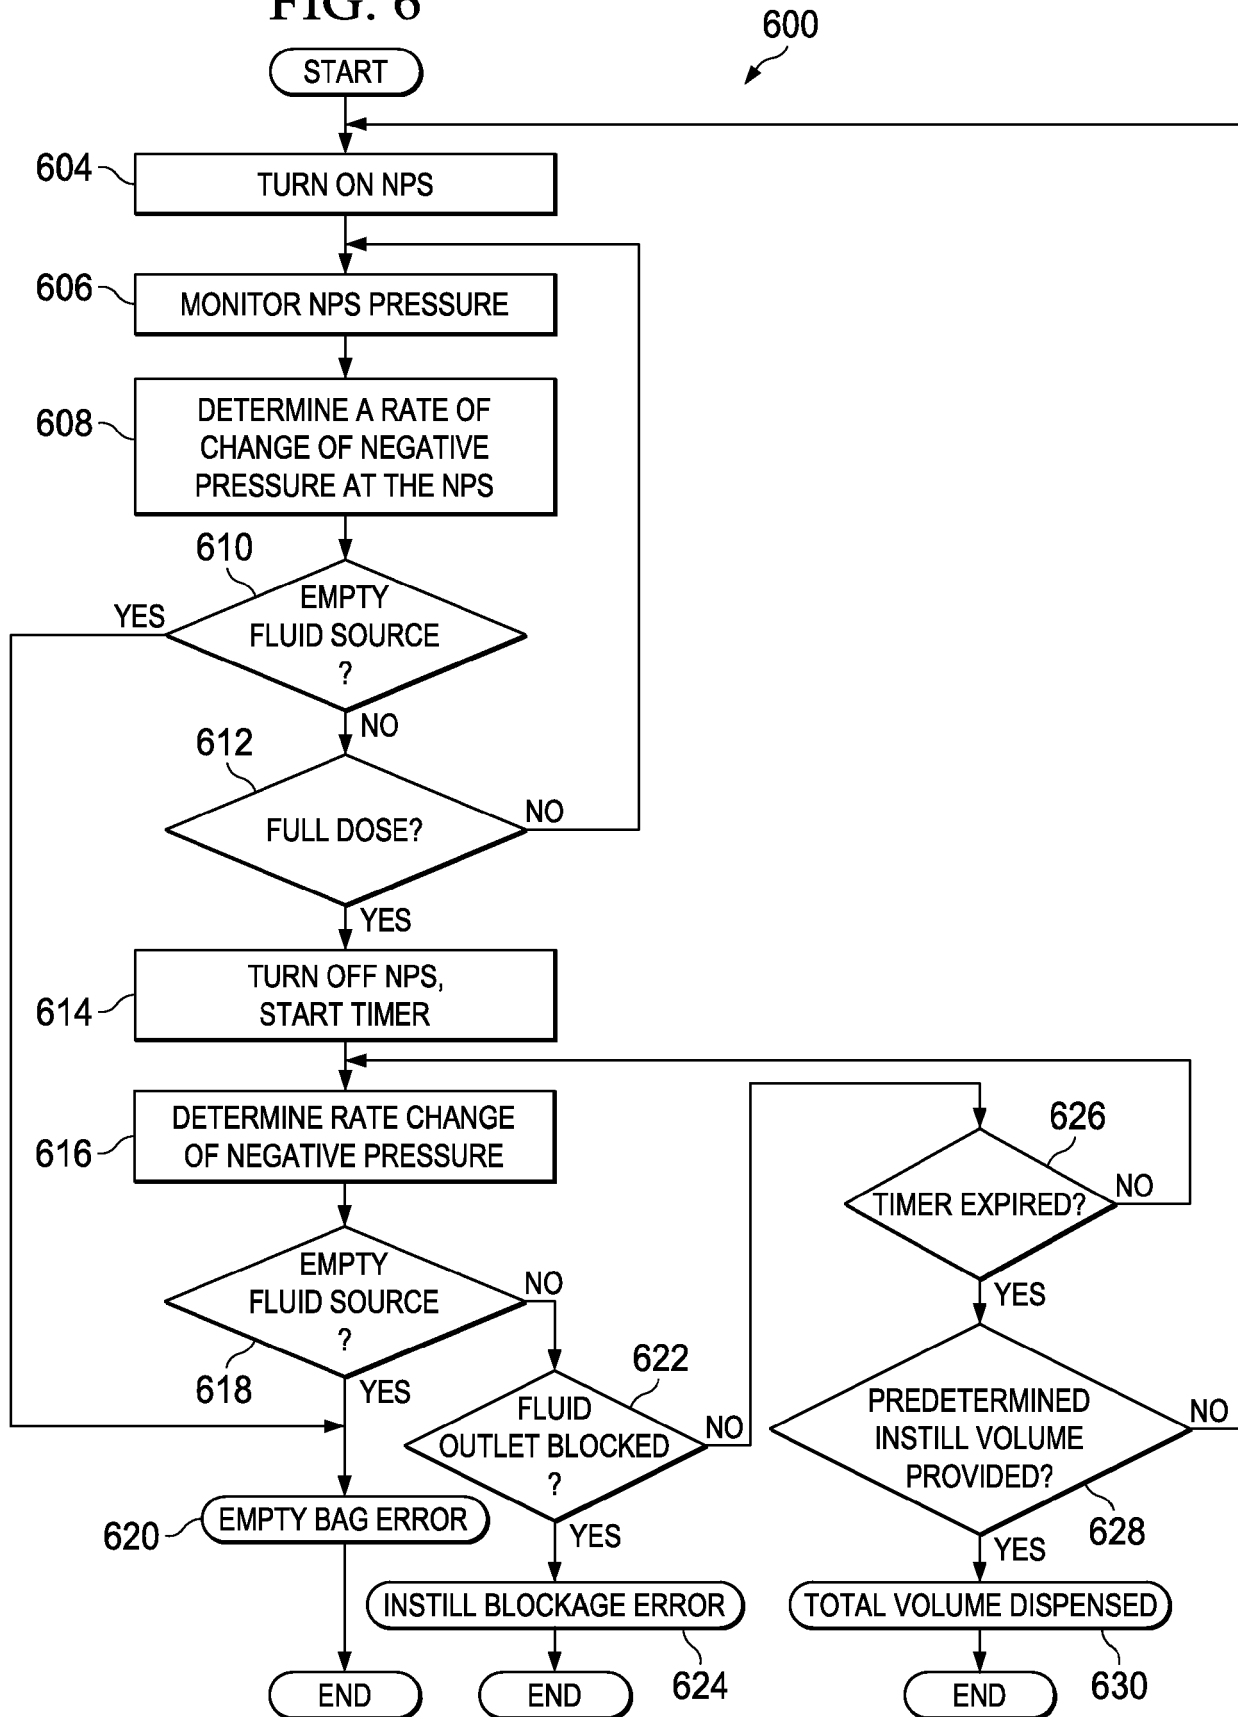 FIG. 6
600
START
604
TURN ON NPS
606
MONITOR NPS PRESSURE
608
DETERMINE A RATE OF
CHANGE OF NEGATIVE
PRESSURE AT THE NPS
610
YES
EMPTY
FLUID SOURCE
?
NO
612
FULL DOSE?
NO
YES
614
TURN OFF NPS,
START TIMER
616
DETERMINE RATE CHANGE
OF NEGATIVE PRESSURE
626
TIMER EXPIRED?
NO
YES
EMPTY
FLUID SOURCE
?
NO
618
YES
622
FLUID
OUTLET BLOCKED
?
NO
YES
PREDETERMINED
INSTILL VOLUME
PROVIDED?
NO
628
YES
620
EMPTY BAG ERROR
INSTILL BLOCKAGE ERROR
624
TOTAL VOLUME DISPENSED
630
END
END
END